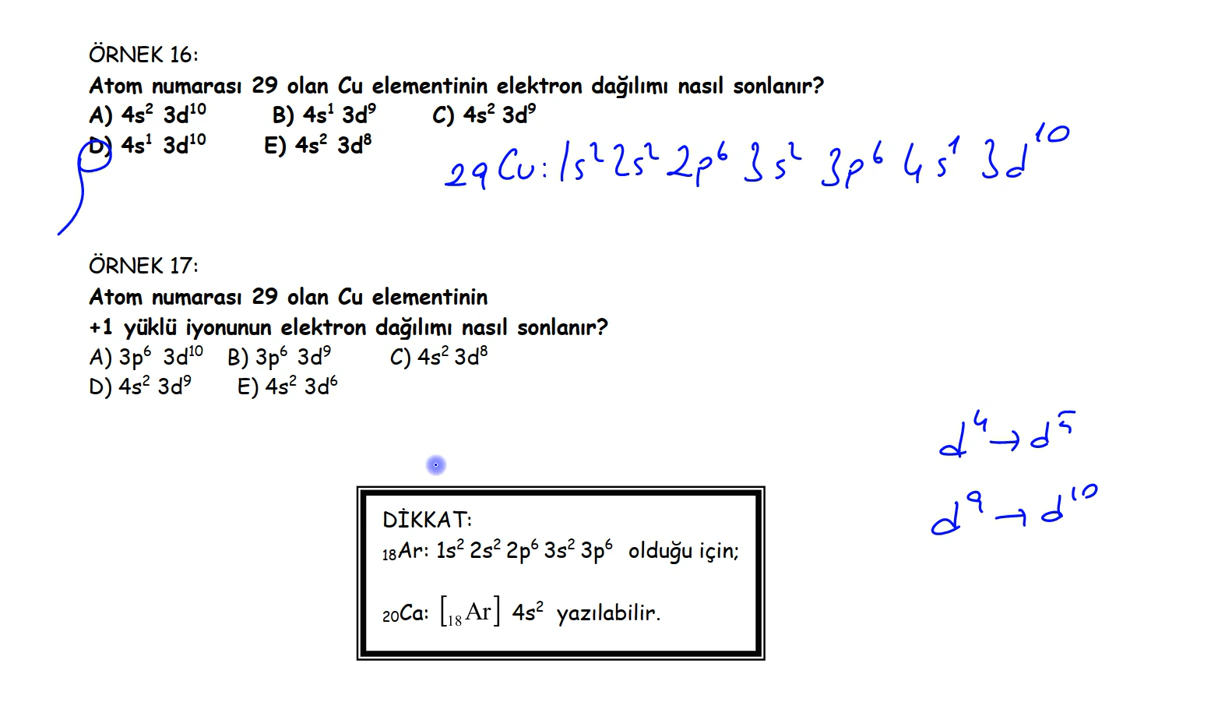 ÖRNEK 16:
Atom numarası 29 olan Cu elementinin elektron dağılımı nasıl sonlanır?
A) 4s² 3d¹⁰ B) 4s¹ 3d⁹ C) 4s² 3d⁹
D) 4s¹ 3d¹⁰ E) 4s² 3d⁸
29 Cu: 1s² 2s² 2p⁶ 3s² 3p⁶ 4s¹ 3d¹⁰
ÖRNEK 17:
Atom numarası 29 olan Cu elementinin
+1 yüklü iyonunun elektron dağılımı nasıl sonlanır?
A) 3p⁶ 3d¹⁰ B) 3p⁶ 3d⁹ C) 4s² 3d⁸
D) 4s² 3d⁹ E) 4s² 3d⁶
d⁴ → d⁵
d⁹ → d¹⁰
DİKKAT:
₁₈Ar: 1s² 2s² 2p⁶ 3s² 3p⁶ olduğu için;
₂₀Ca: [₁₈Ar] 4s² yazılabilir.